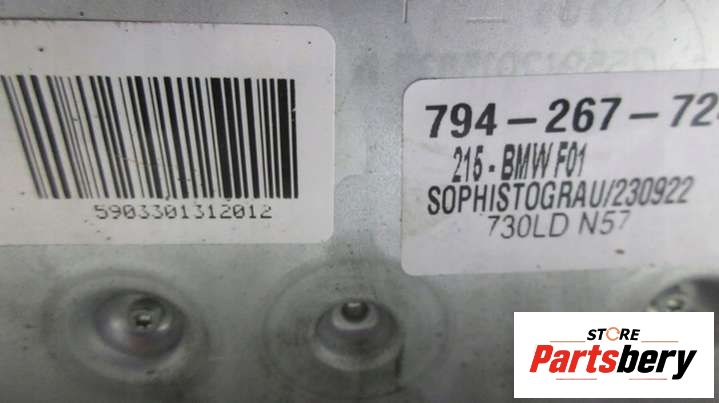 5903301312012
794-267-72
215 - BMW F01
SOPHISTOGRAU/230922
730LD N57
STORE
Partsbery